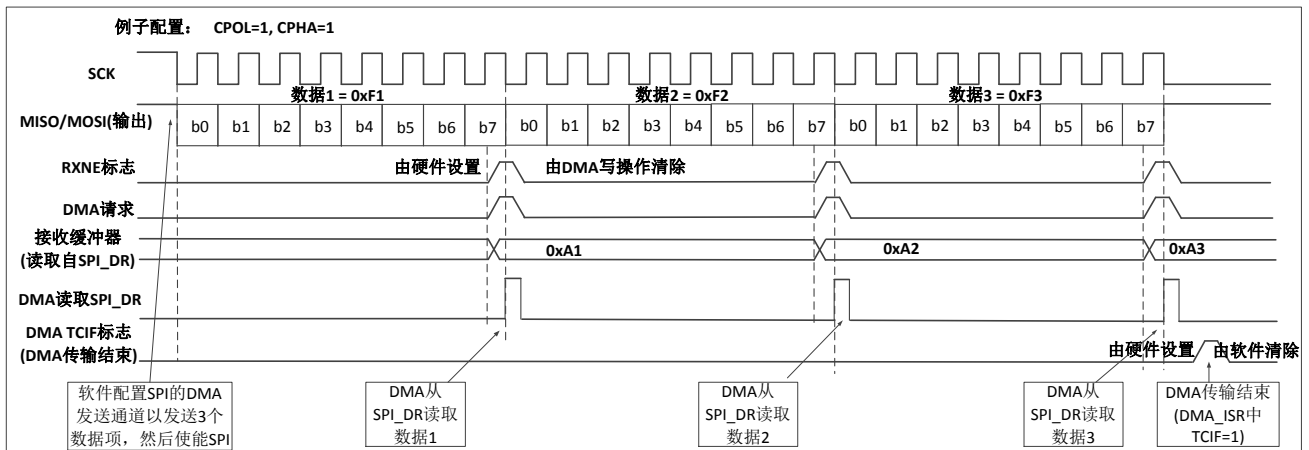 例子配置： CPOL=1, CPHA=1
SCK
数据1 = 0xF1 数据2 = 0xF2 数据3 = 0xF3
MISO/MOSI(输出) b0 b1 b2 b3 b4 b5 b6 b7 b0 b1 b2 b3 b4 b5 b6 b7 b0 b1 b2 b3 b4 b5 b6 b7
RXNE标志 由硬件设置 由DMA写操作清除
DMA请求
接收缓冲器
(读取自SPI_DR) 0xA1 0xA2 0xA3
DMA读取SPI_DR
DMA TCIF标志
(DMA传输结束) 由硬件设置 由软件清除
软件配置SPI的DMA
发送通道以发送3个
数据项，然后使能SPI
DMA从
SPI_DR读取
数据1
DMA从
SPI_DR读取
数据2
DMA从
SPI_DR读取
数据3
DMA传输结束
(DMA_ISR中
TCIF=1)